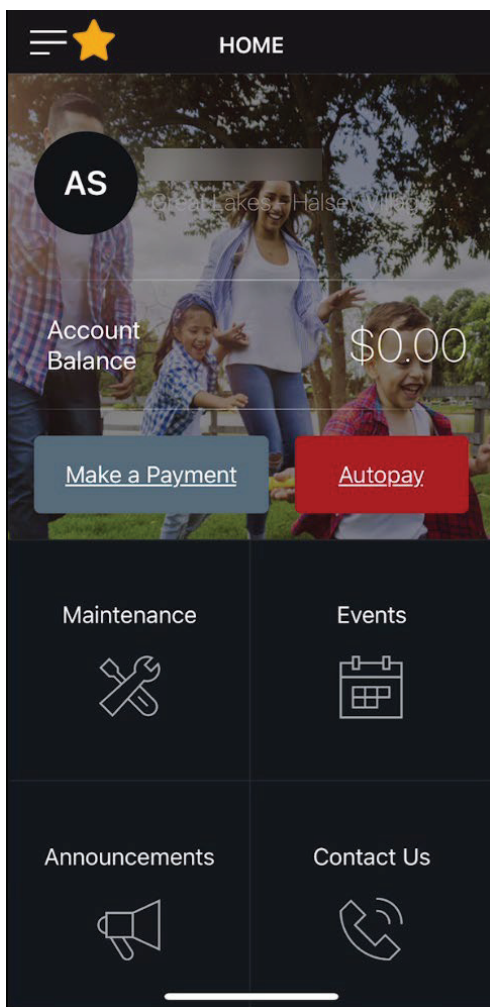 HOME
AS
Great Lakes - Halsey Village...
Account
Balance
$0.00
Make a Payment
Autopay
Maintenance
Events
Announcements
Contact Us